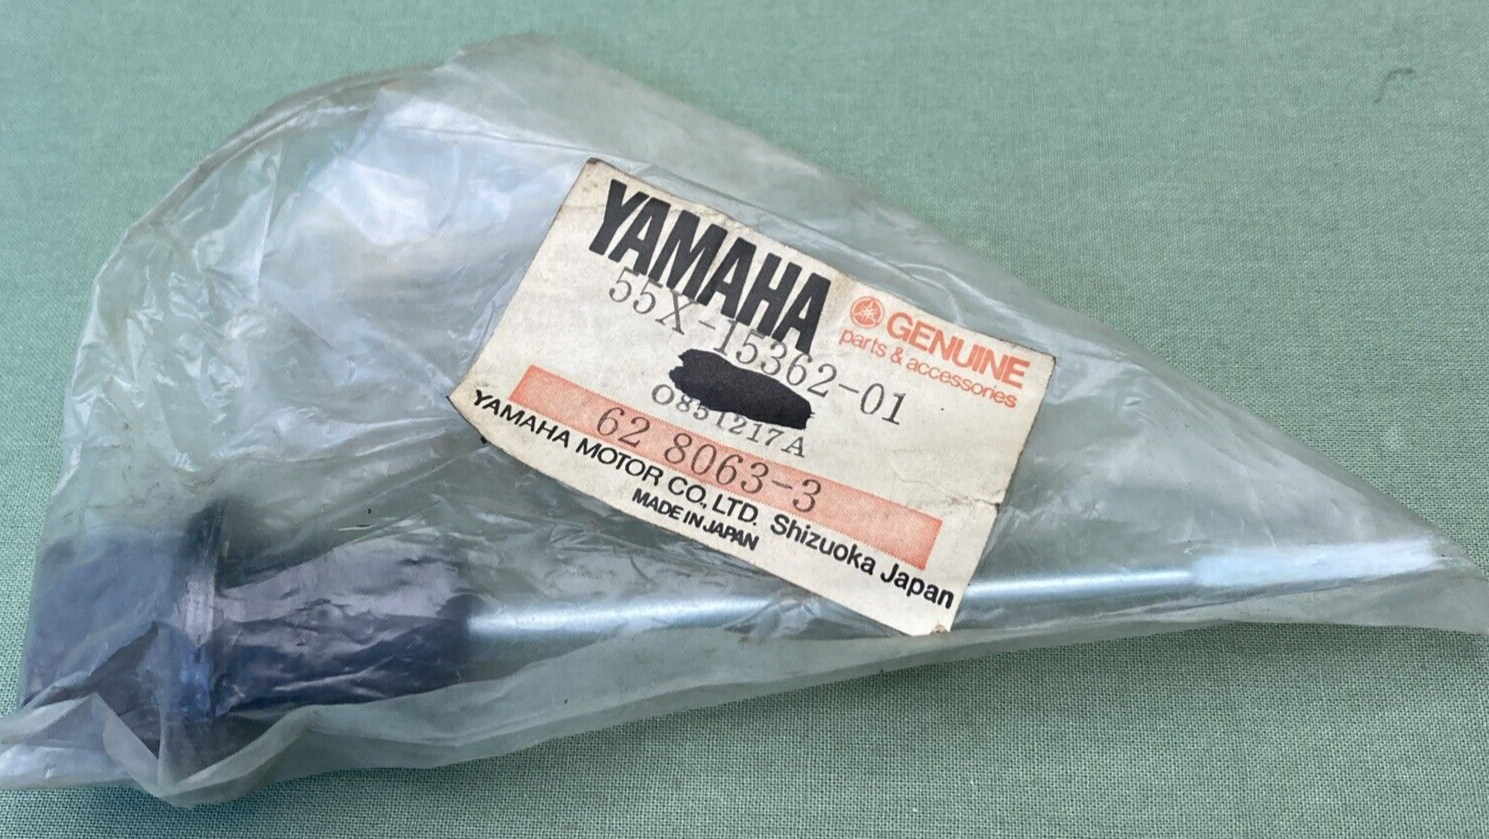 YAMAHA
GENUINE
parts & accessories
55X-15362-01
O851217A
62 8063-3
YAMAHA MOTOR CO., LTD. Shizuoka Japan
MADE IN JAPAN